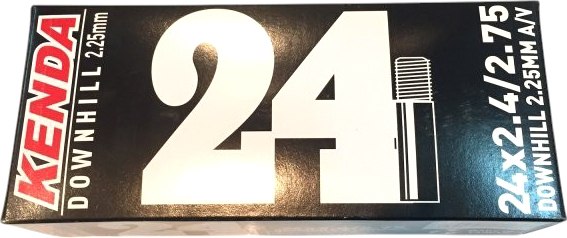 KENDA
DOWNHILL 2.25mm
24
24x2.4/2.75
DOWNHILL 2.25MM A/V